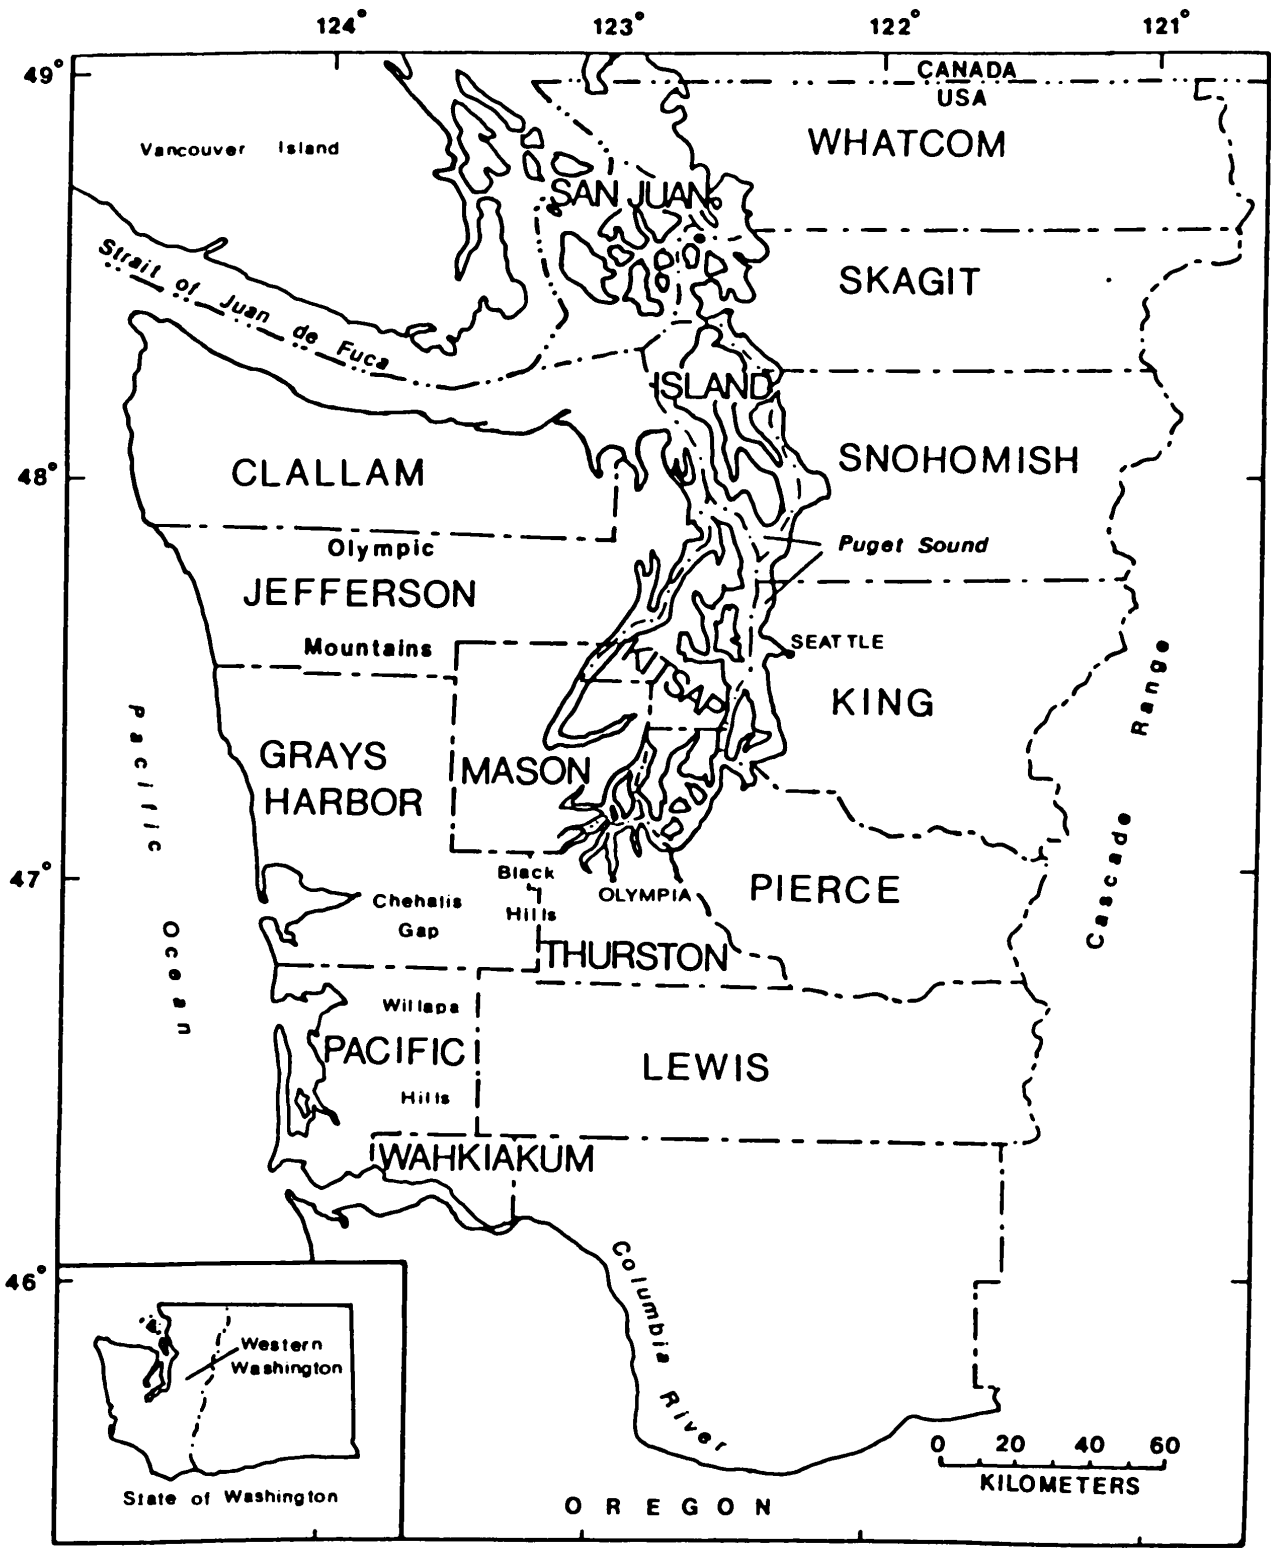 124° 123° 122° 121°
49°
CANADA
USA
Vancouver Island
WHATCOM
SAN JUAN
Strait of Juan de Fuca
SKAGIT
ISLAND
48°
CLALLAM
SNOHOMISH
Olympic
Puget Sound
JEFFERSON
Mountains
SEATTLE
KITSAP
KING
Cascade Range
Pacific Ocean
GRAYS
HARBOR
MASON
47°
Black
Hills
OLYMPIA
PIERCE
Chehalis
Gap
THURSTON
Willapa
PACIFIC
Hills
LEWIS
WAHKIAKUM
46°
Columbia River
Western
Washington
State of Washington
0 20 40 60
KILOMETERS
OREGON